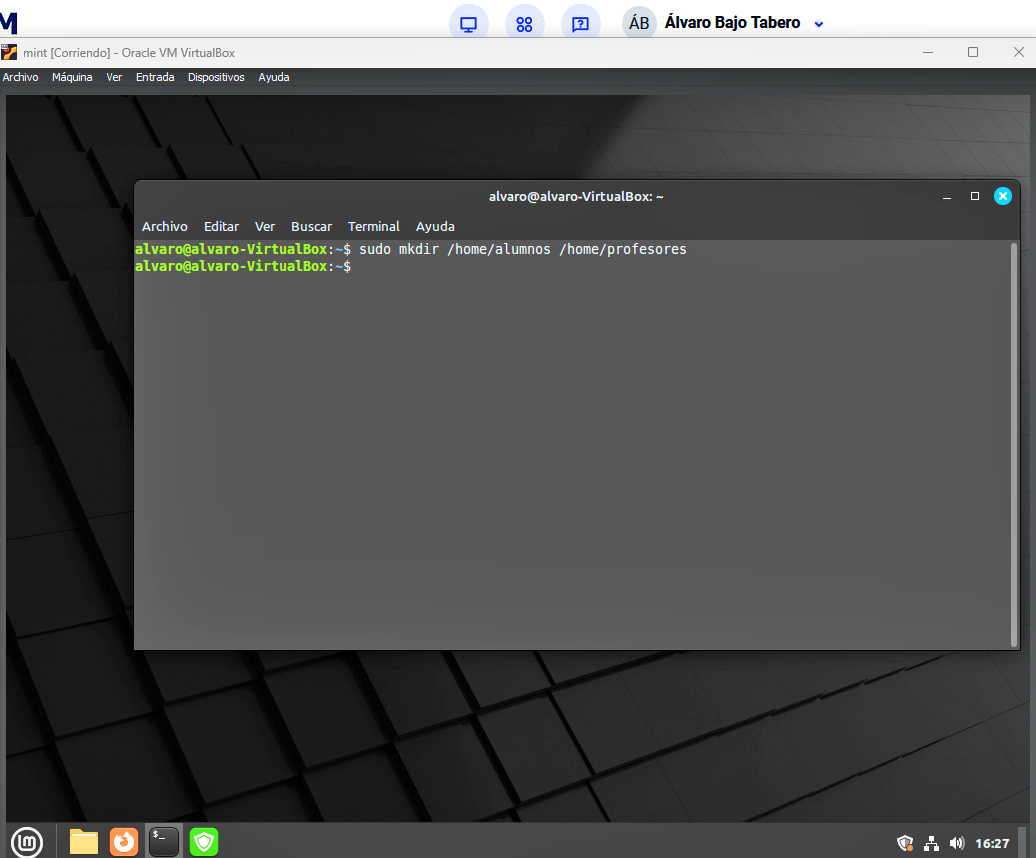 M
ÁB Álvaro Bajo Tabero
mint [Corriendo] - Oracle VM VirtualBox
Archivo Máquina Ver Entrada Dispositivos Ayuda
alvaro@alvaro-VirtualBox: ~
Archivo Editar Ver Buscar Terminal Ayuda
alvaro@alvaro-VirtualBox:~$ sudo mkdir /home/alumnos /home/profesores
alvaro@alvaro-VirtualBox:~$
$_
16:27